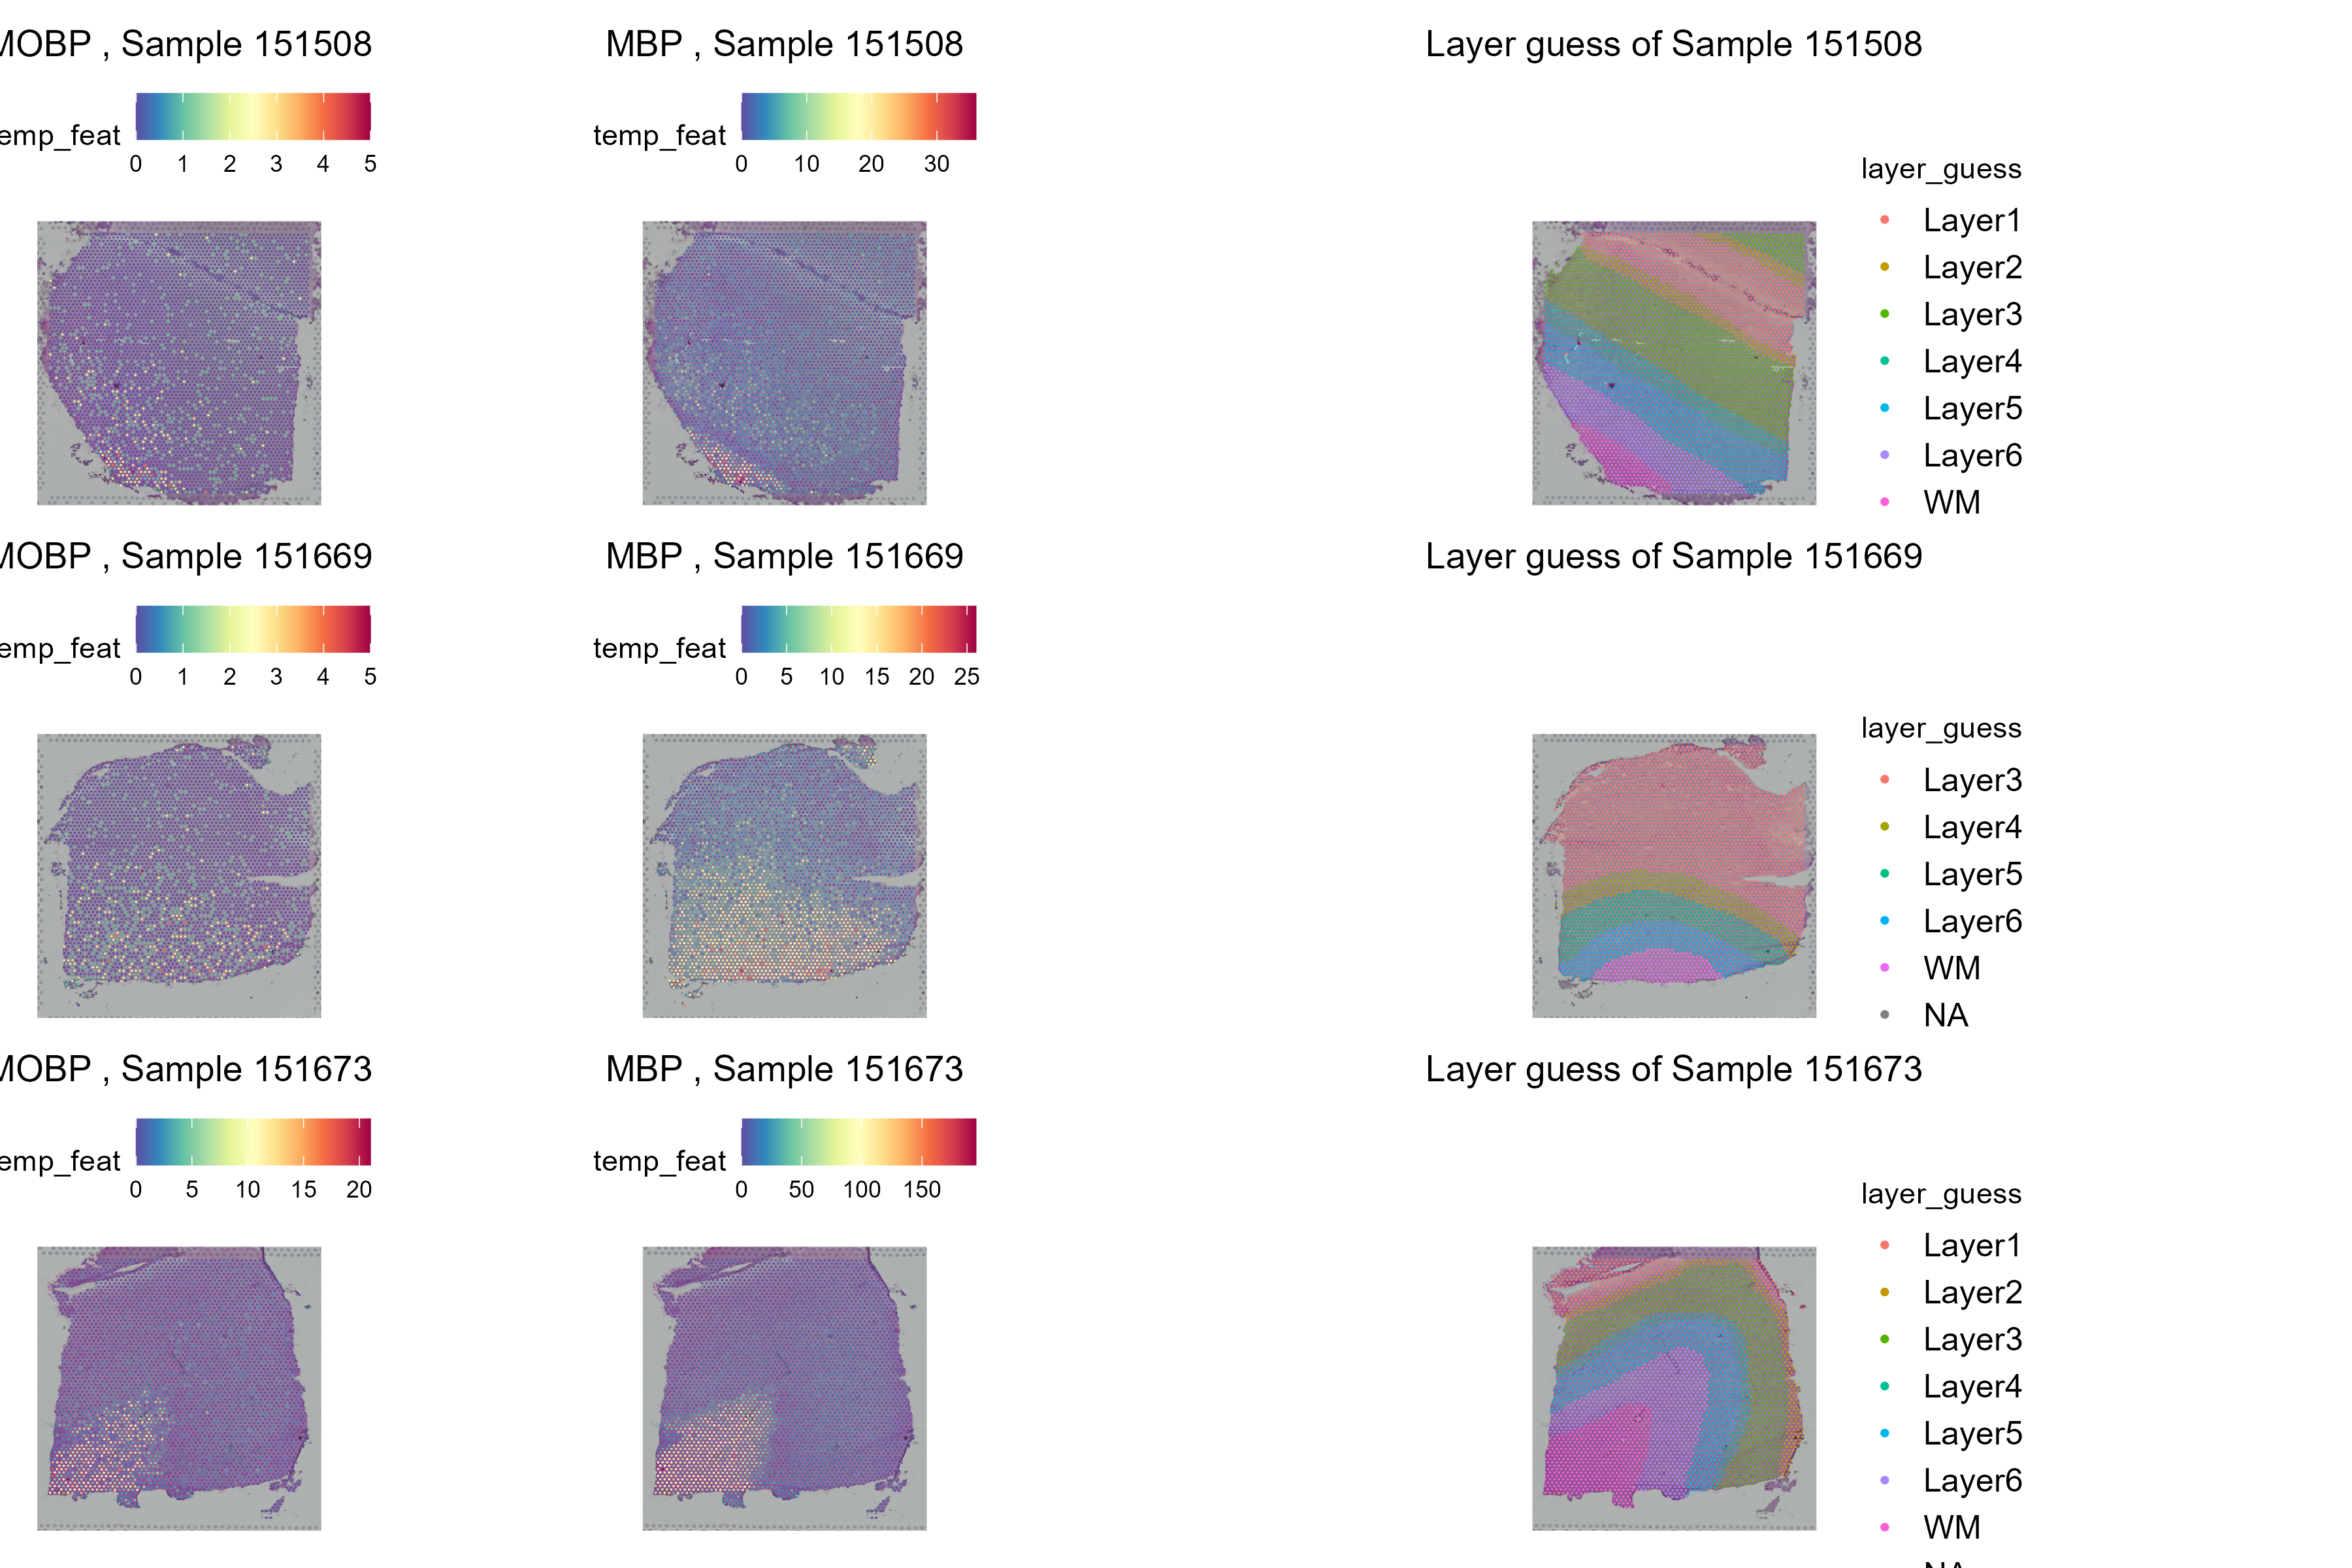 MOBP , Sample 151508
MBP , Sample 151508
Layer guess of Sample 151508
emp_feat
0 1 2 3 4 5
temp_feat
0 10 20 30
layer_guess
Layer1
Layer2
Layer3
Layer4
Layer5
Layer6
WM
MOBP , Sample 151669
MBP , Sample 151669
Layer guess of Sample 151669
emp_feat
0 1 2 3 4 5
temp_feat
0 5 10 15 20 25
layer_guess
Layer3
Layer4
Layer5
Layer6
WM
NA
MOBP , Sample 151673
MBP , Sample 151673
Layer guess of Sample 151673
emp_feat
0 5 10 15 20
temp_feat
0 50 100 150
layer_guess
Layer1
Layer2
Layer3
Layer4
Layer5
Layer6
WM